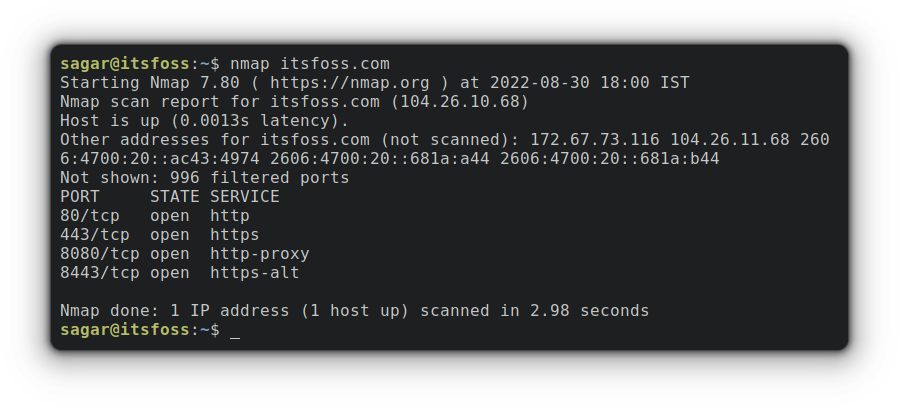 sagar@itsfoss:~$ nmap itsfoss.com
Starting Nmap 7.80 ( https://nmap.org ) at 2022-08-30 18:00 IST
Nmap scan report for itsfoss.com (104.26.10.68)
Host is up (0.0013s latency).
Other addresses for itsfoss.com (not scanned): 172.67.73.116 104.26.11.68 260
6:4700:20::ac43:4974 2606:4700:20::681a:a44 2606:4700:20::681a:b44
Not shown: 996 filtered ports
PORT     STATE SERVICE
80/tcp   open  http
443/tcp  open  https
8080/tcp open  http-proxy
8443/tcp open  https-alt
Nmap done: 1 IP address (1 host up) scanned in 2.98 seconds
sagar@itsfoss:~$ _